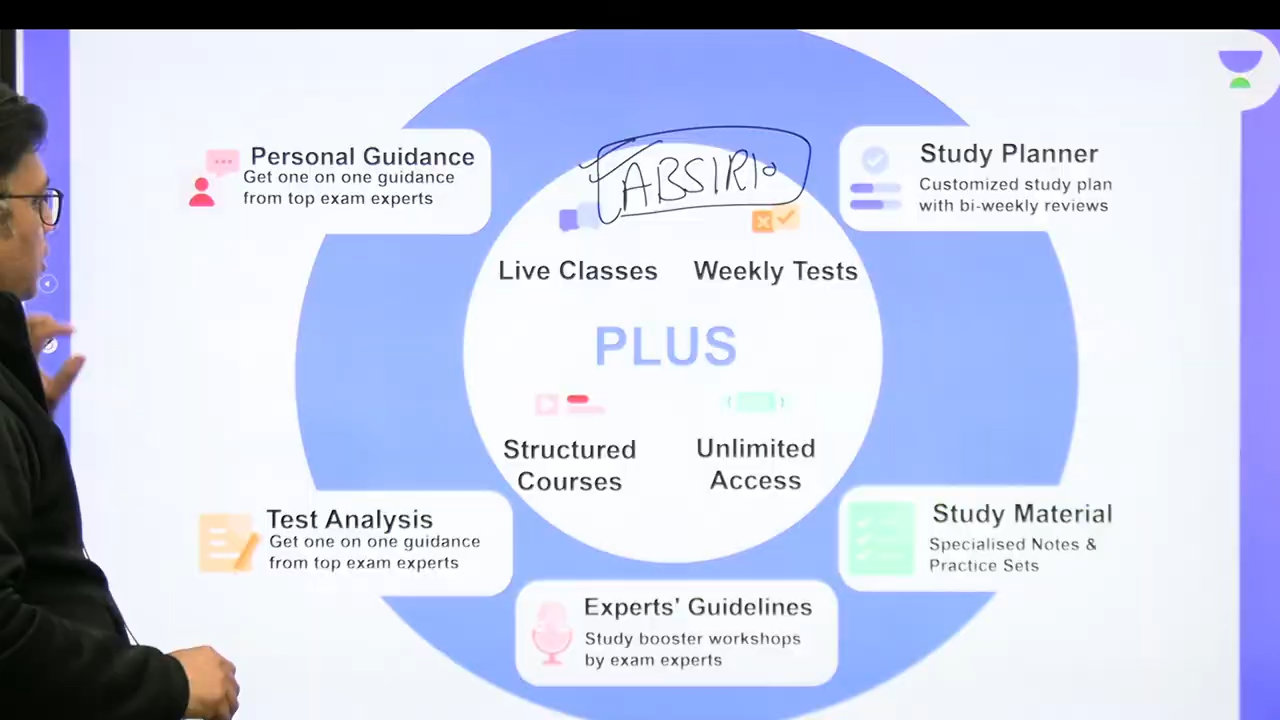 Personal Guidance
Get one on one guidance
from top exam experts
ABSIR10
Study Planner
Customized study plan
with bi-weekly reviews
Live Classes
Weekly Tests
PLUS
Structured
Courses
Unlimited
Access
Test Analysis
Get one on one guidance
from top exam experts
Study Material
Specialised Notes &
Practice Sets
Experts' Guidelines
Study booster workshops
by exam experts